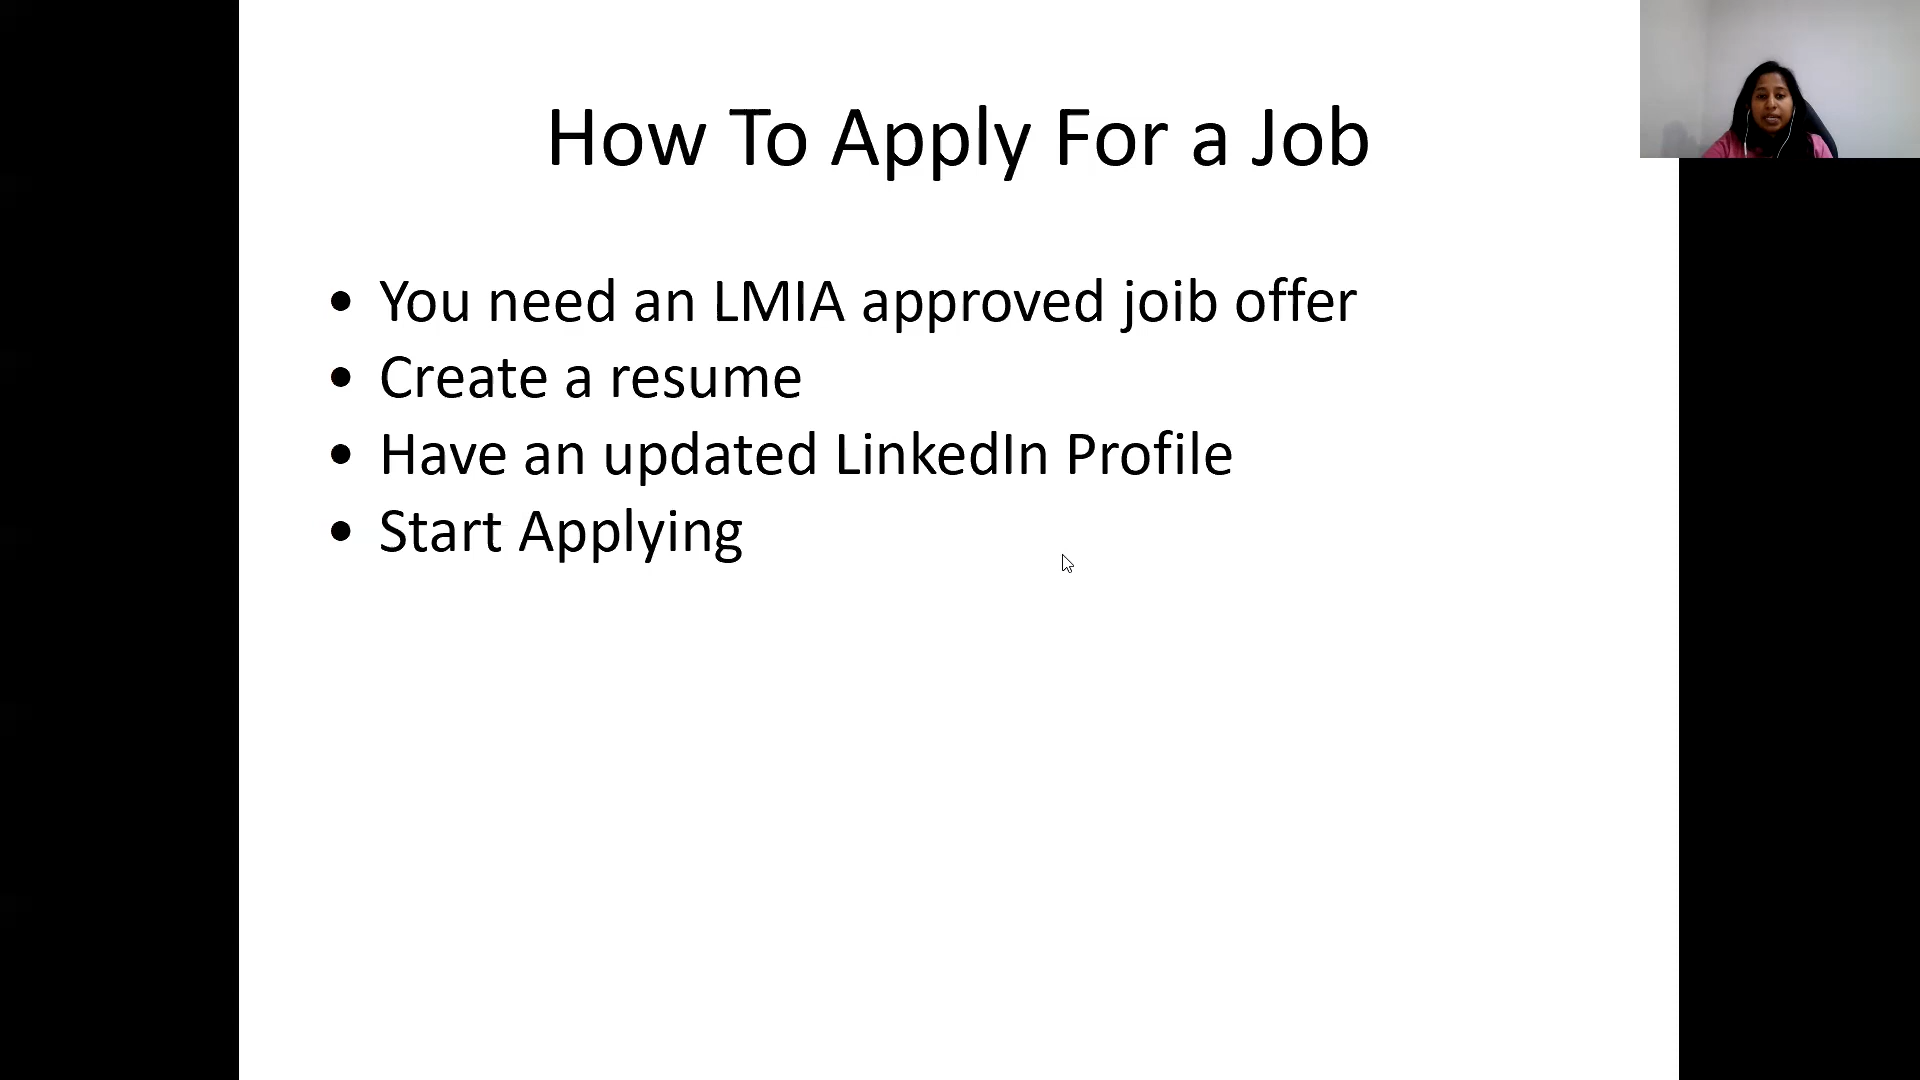 How To Apply For a Job
• You need an LMIA approved joib offer
• Create a resume
• Have an updated LinkedIn Profile
• Start Applying